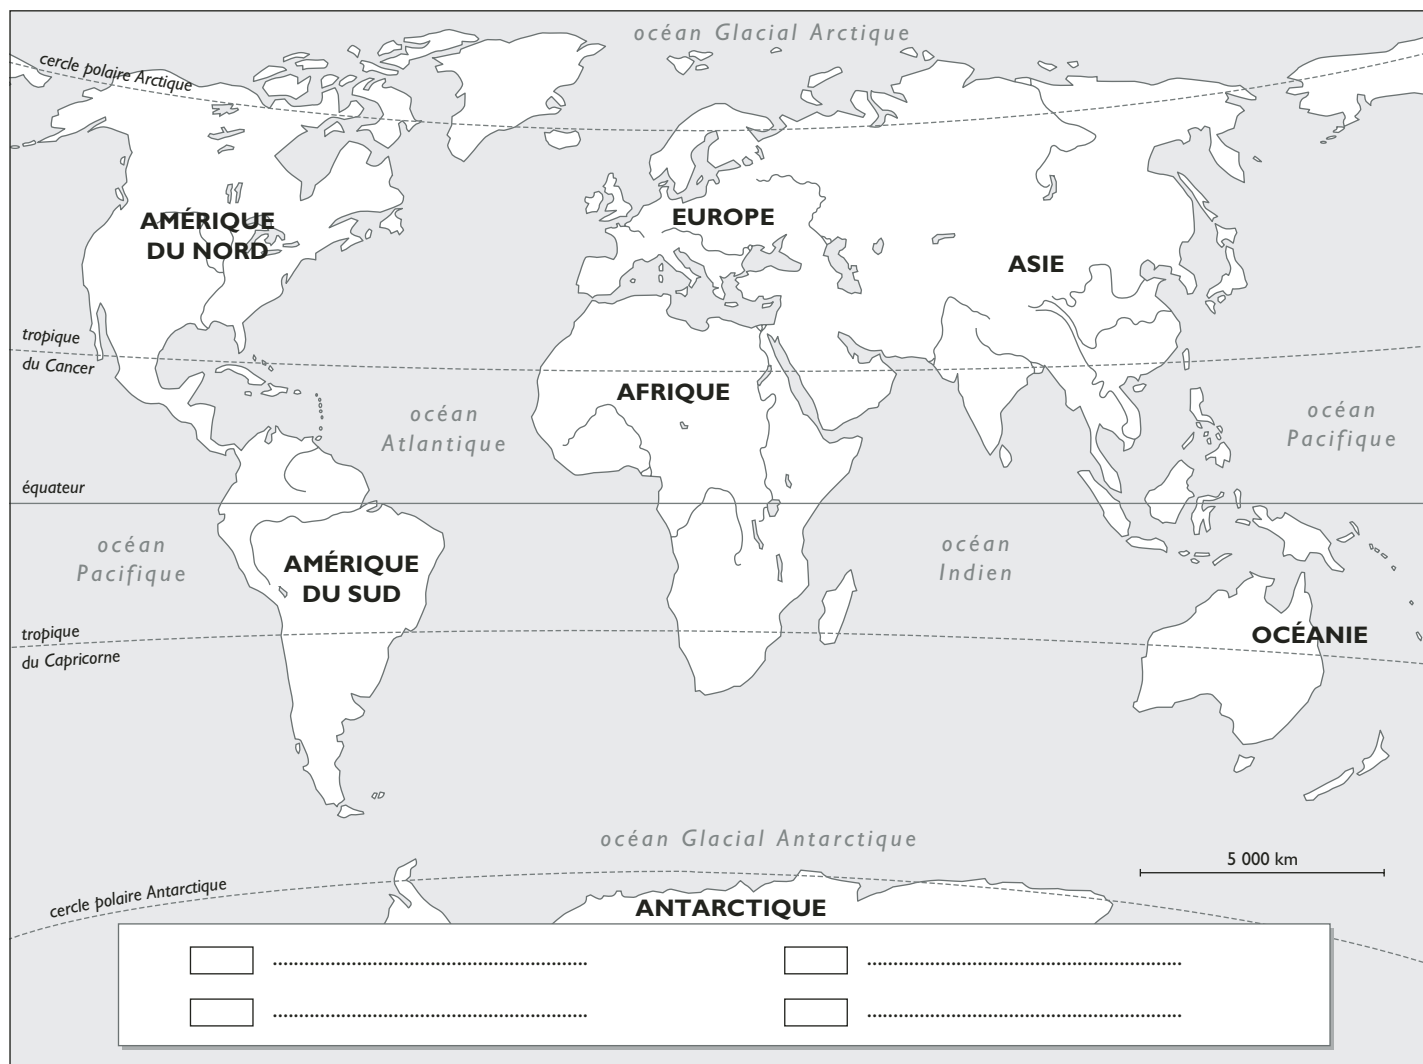 océan Glacial Arctique
cercle polaire Arctique
AMÉRIQUE
DU NORD
EUROPE
ASIE
tropique
du Cancer
AFRIQUE
océan
Atlantique
océan
Pacifique
équateur
océan
Pacifique
AMÉRIQUE
DU SUD
océan
Indien
tropique
du Capricorne
OCÉANIE
océan Glacial Antarctique
5 000 km
cercle polaire Antarctique
ANTARCTIQUE